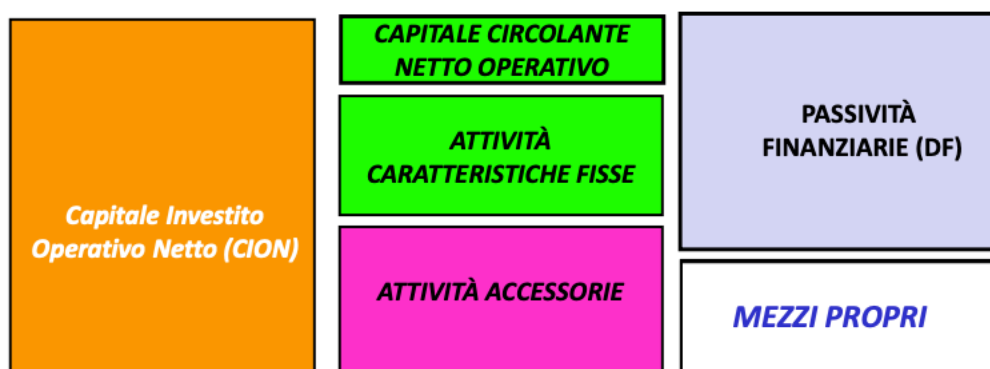 Capitale Investito
Operativo Netto (CION)
CAPITALE CIRCOLANTE
NETTO OPERATIVO
ATTIVITÀ
CARATTERISTICHE FISSE
ATTIVITÀ ACCESSORIE
PASSIVITÀ
FINANZIARIE (DF)
MEZZI PROPRI